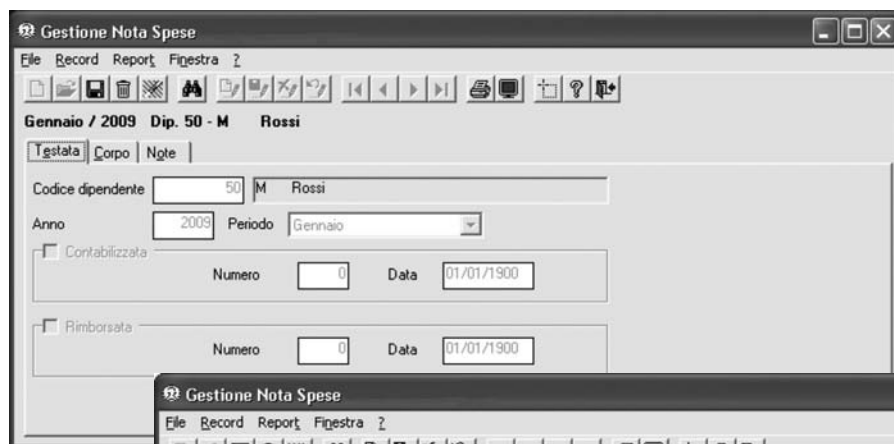 Gestione Nota Spese
File Record Report Finestra ?
Gennaio / 2009 Dip. 50 - M Rossi
Testata Corpo Note
Codice dipendente 50 M Rossi
Anno 2009 Periodo Gennaio
Contabilizzata
Numero 0 Data 01/01/1900
Rimborsata
Numero 0 Data 01/01/1900
Gestione Nota Spese
File Record Report Finestra ?